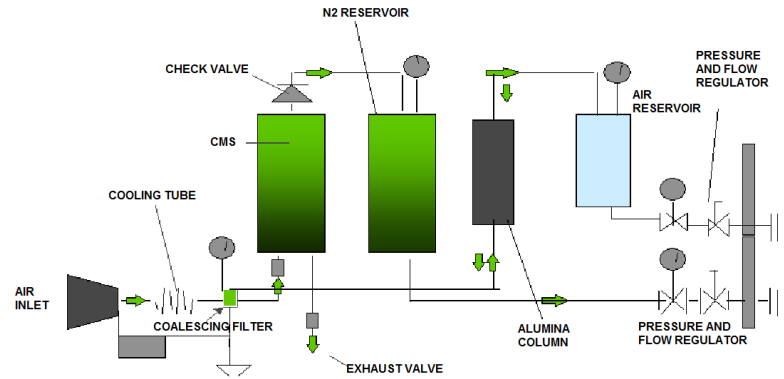 N2 RESERVOIR
CHECK VALVE
PRESSURE
AND FLOW
REGULATOR
AIR
RESERVOIR
CMS
COOLING TUBE
AIR
INLET
COALESCING FILTER
EXHAUST VALVE
ALUMINA
COLUMN
PRESSURE AND
FLOW REGULATOR